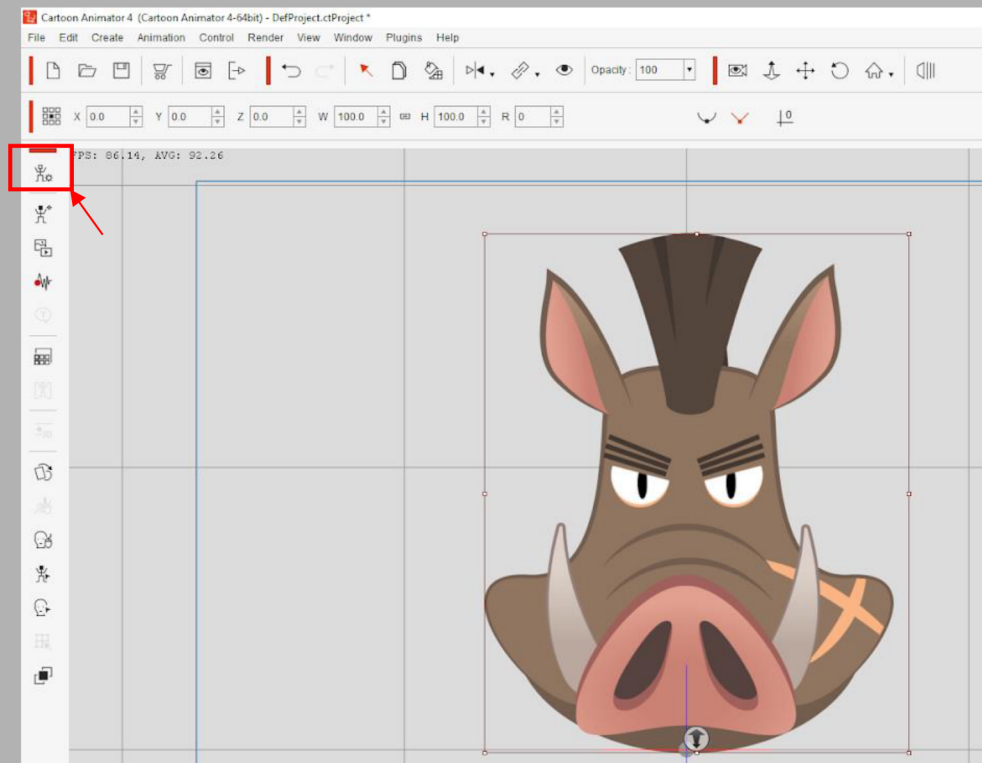 Cartoon Animator 4 (Cartoon Animator 4-64bit) - DefProject.ctProject *
File Edit Create Animation Control Render View Window Plugins Help
Opacity: 100
X 0.0 Y 0.0 Z 0.0 W 100.0 H 100.0 R 0
FPS: 86.14, AVG: 92.26